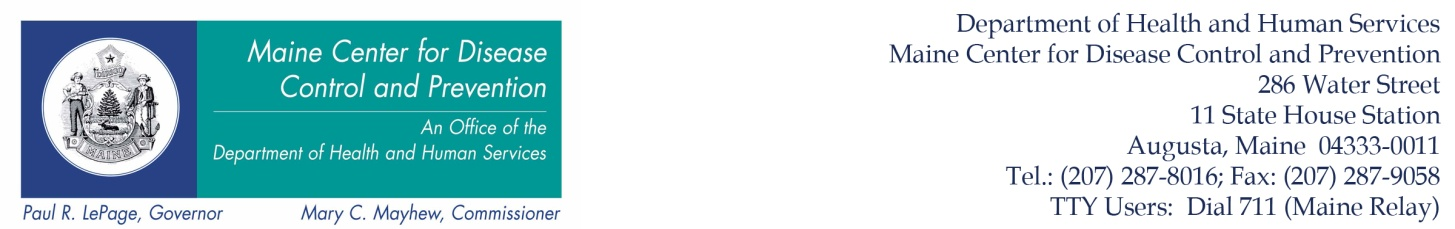 Maine Center for Disease
Control and Prevention
An Office of the
Department of Health and Human Services
MAINE
Paul R. LePage, Governor
Mary C. Mayhew, Commissioner
Department of Health and Human Services
Maine Center for Disease Control and Prevention
286 Water Street
11 State House Station
Augusta, Maine  04333-0011
Tel.: (207) 287-8016; Fax: (207) 287-9058
TTY Users:  Dial 711 (Maine Relay)